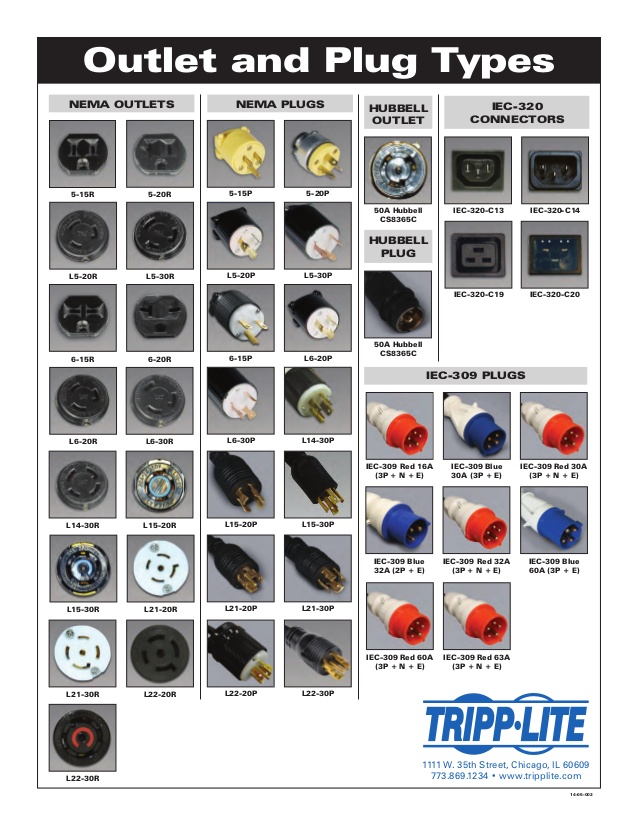 Outlet and Plug Types
NEMA OUTLETS
5-15R 5-20R
L5-20R L5-30R
6-15R 6-20R
L6-20R L6-30R
L14-30R L15-20R
L15-30R L21-20R
L21-30R L22-20R
L22-30R
NEMA PLUGS
5-15P 5-20P
L5-20P L5-30P
6-15P L6-20P
L6-30P L14-30P
L15-20P L15-30P
L21-20P L21-30P
L22-20P L22-30P
HUBBELL
OUTLET
50A Hubbell
CS8365C
HUBBELL
PLUG
50A Hubbell
CS8365C
IEC-320
CONNECTORS
IEC-320-C13 IEC-320-C14
IEC-320-C19 IEC-320-C20
IEC-309 PLUGS
IEC-309 Red 16A
(3P + N + E)
IEC-309 Blue
30A (3P + E)
IEC-309 Red 30A
(3P + N + E)
IEC-309 Blue
32A (2P + E)
IEC-309 Red 32A
(3P + N + E)
IEC-309 Blue
60A (3P + E)
IEC-309 Red 60A
(3P + N + E)
IEC-309 Red 63A
(3P + N + E)
TRIPP·LITE
1111 W. 35th Street, Chicago, IL 60609
773.869.1234 • www.tripplite.com